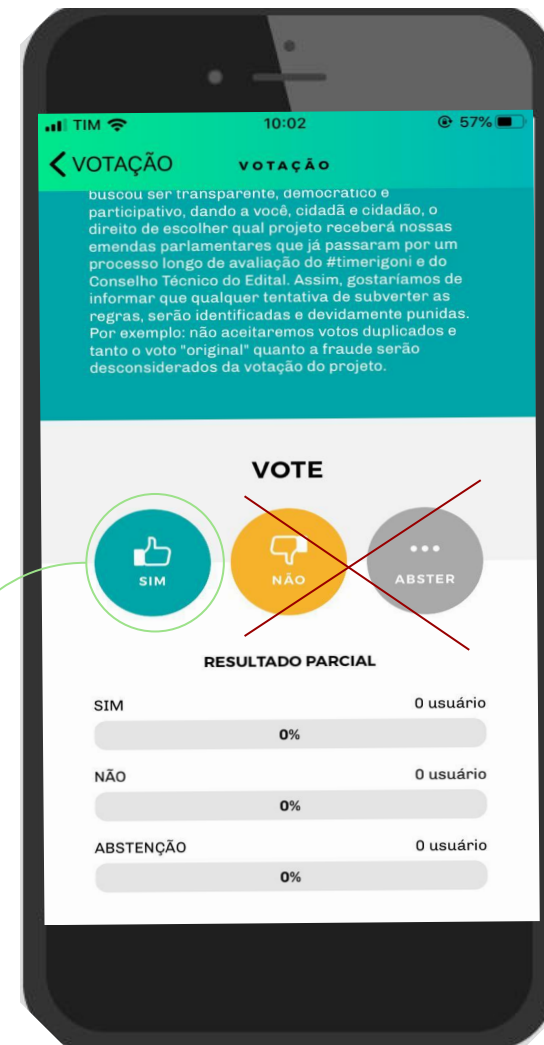 TIM 10:02 57%
VOTAÇÃO VOTAÇÃO
buscou ser transparente, democrático e
participativo, dando a você, cidadã e cidadão, o
direito de escolher qual projeto receberá nossas
emendas parlamentares que já passaram por um
processo longo de avaliação do #timerigoni e do
Conselho Técnico do Edital. Assim, gostaríamos de
informar que qualquer tentativa de subverter as
regras, serão identificadas e devidamente punidas.
Por exemplo: não aceitaremos votos duplicados e
tanto o voto "original" quanto a fraude serão
desconsiderados da votação do projeto.
VOTE
SIM NÃO ABSTER
RESULTADO PARCIAL
SIM 0 usuário
0%
NÃO 0 usuário
0%
ABSTENÇÃO 0 usuário
0%